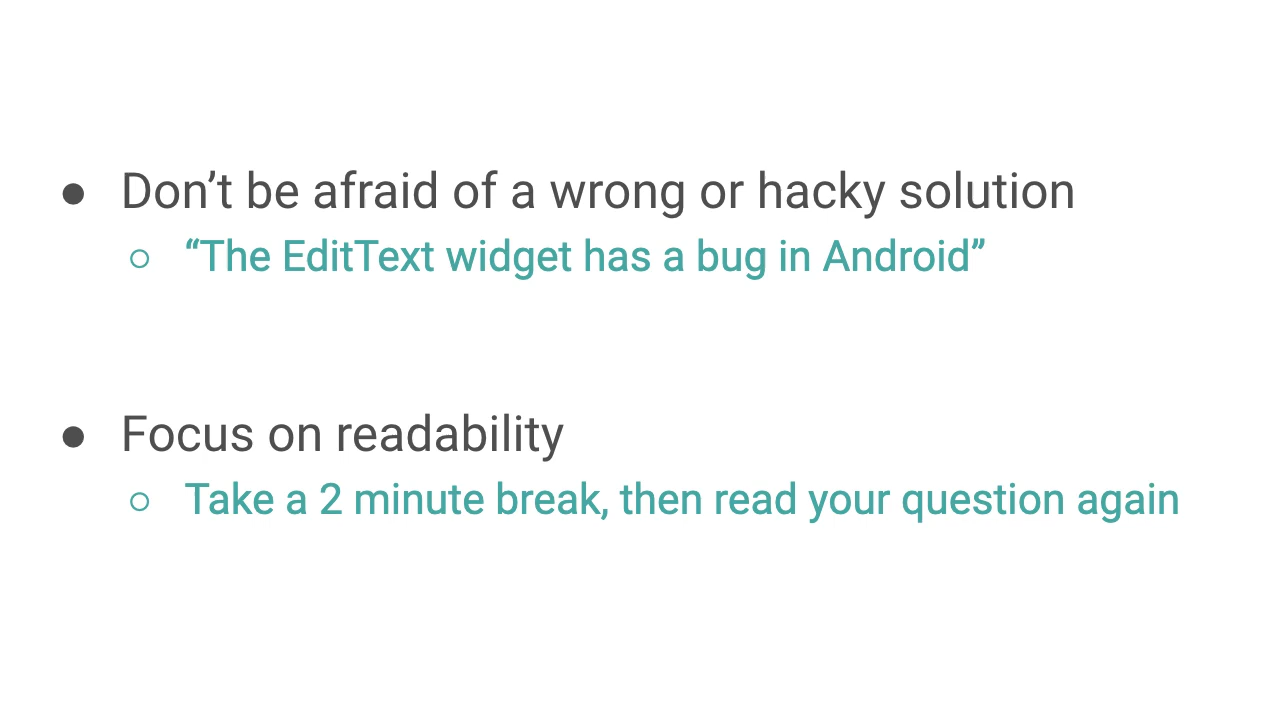 ● Don’t be afraid of a wrong or hacky solution
○ “The EditText widget has a bug in Android”
● Focus on readability
○ Take a 2 minute break, then read your question again